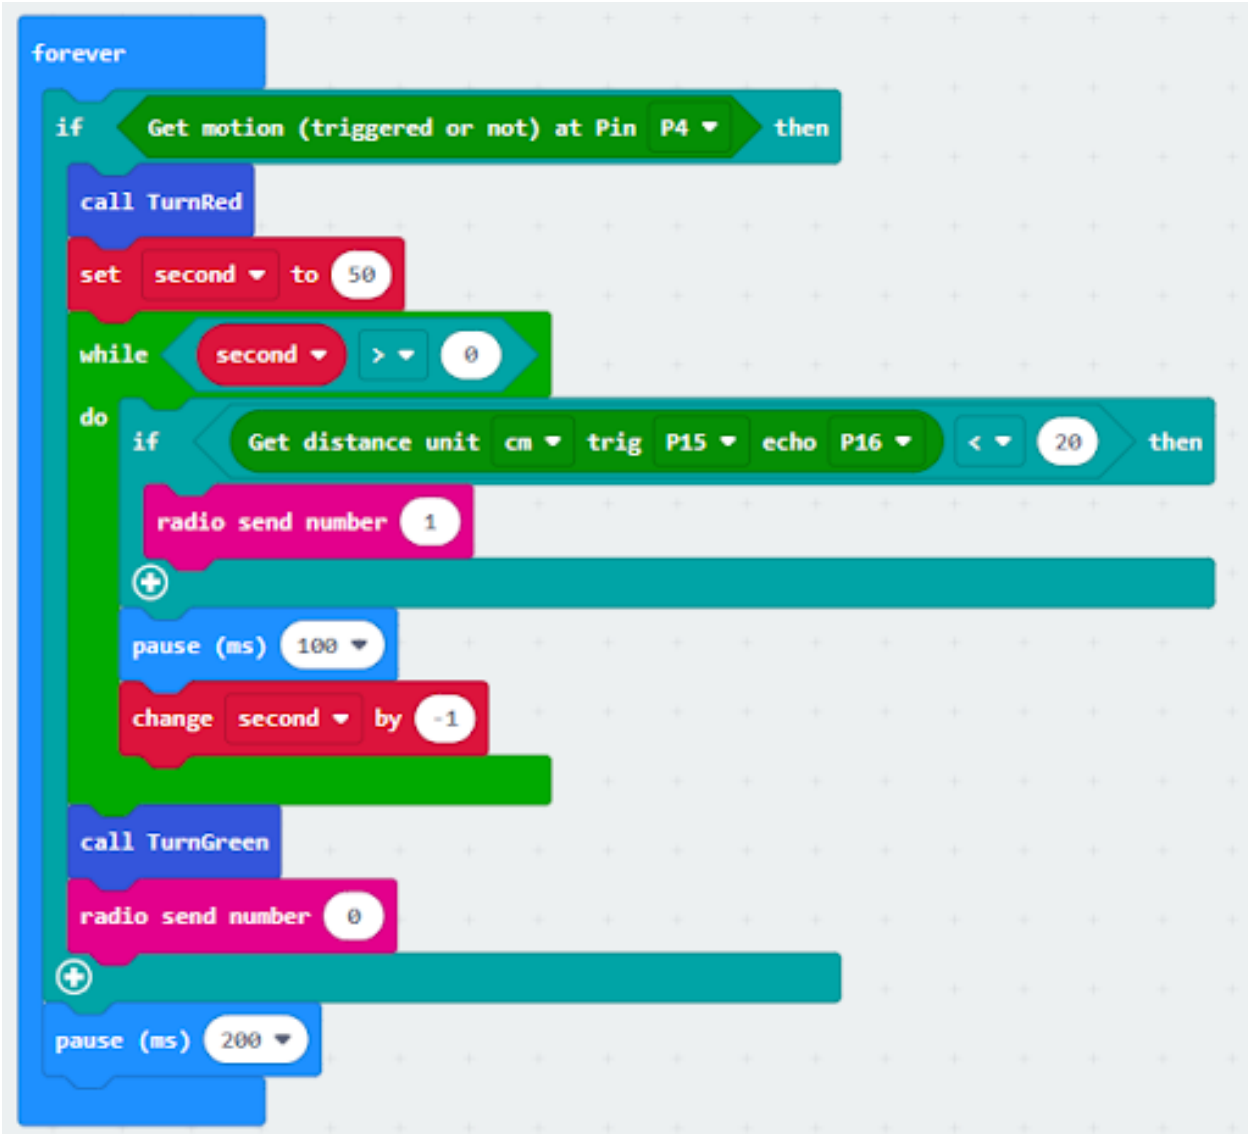 forever
if Get motion (triggered or not) at Pin P4 then
call TurnRed
set second to 50
while second > 0
do
if Get distance unit cm trig P15 echo P16 < 20 then
radio send number 1
pause (ms) 100
change second by -1
call TurnGreen
radio send number 0
pause (ms) 200